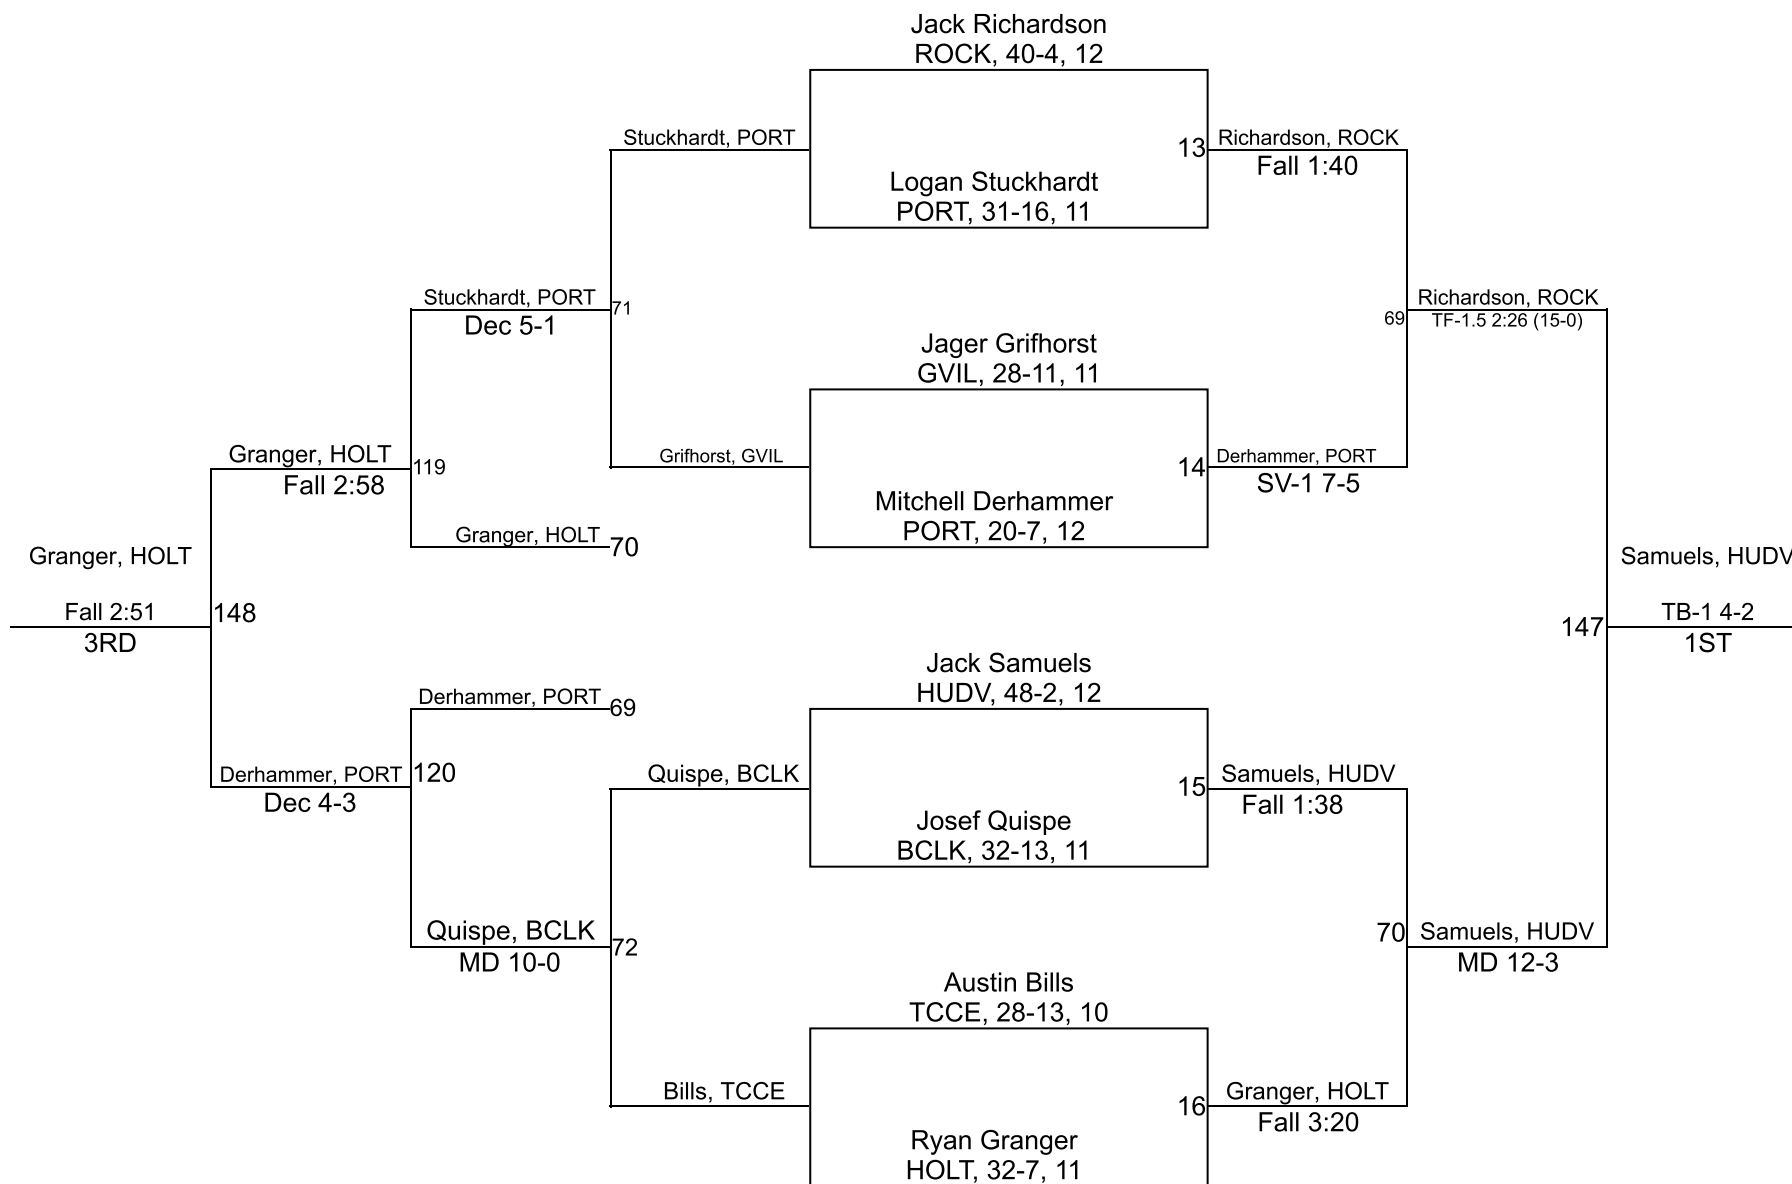 Jack Richardson
ROCK, 40-4, 12
Stuckhardt, PORT
13
Richardson, ROCK
Fall 1:40
Logan Stuckhardt
PORT, 31-16, 11
Stuckhardt, PORT
Dec 5-1
71
Richardson, ROCK
69
TF-1.5 2:26 (15-0)
Jager Grifhorst
GVIL, 28-11, 11
Granger, HOLT
Fall 2:58
119
Grifhorst, GVIL
14
Derhammer, PORT
SV-1 7-5
Mitchell Derhammer
PORT, 20-7, 12
Granger, HOLT
70
Granger, HOLT
Fall 2:51
3RD
148
Samuels, HUDV
147
TB-1 4-2
1ST
Jack Samuels
HUDV, 48-2, 12
Derhammer, PORT
69
Derhammer, PORT
Dec 4-3
120
Quispe, BCLK
15
Samuels, HUDV
Fall 1:38
Josef Quispe
BCLK, 32-13, 11
Quispe, BCLK
MD 10-0
72
70
Samuels, HUDV
MD 12-3
Austin Bills
TCCE, 28-13, 10
Bills, TCCE
16
Granger, HOLT
Fall 3:20
Ryan Granger
HOLT, 32-7, 11